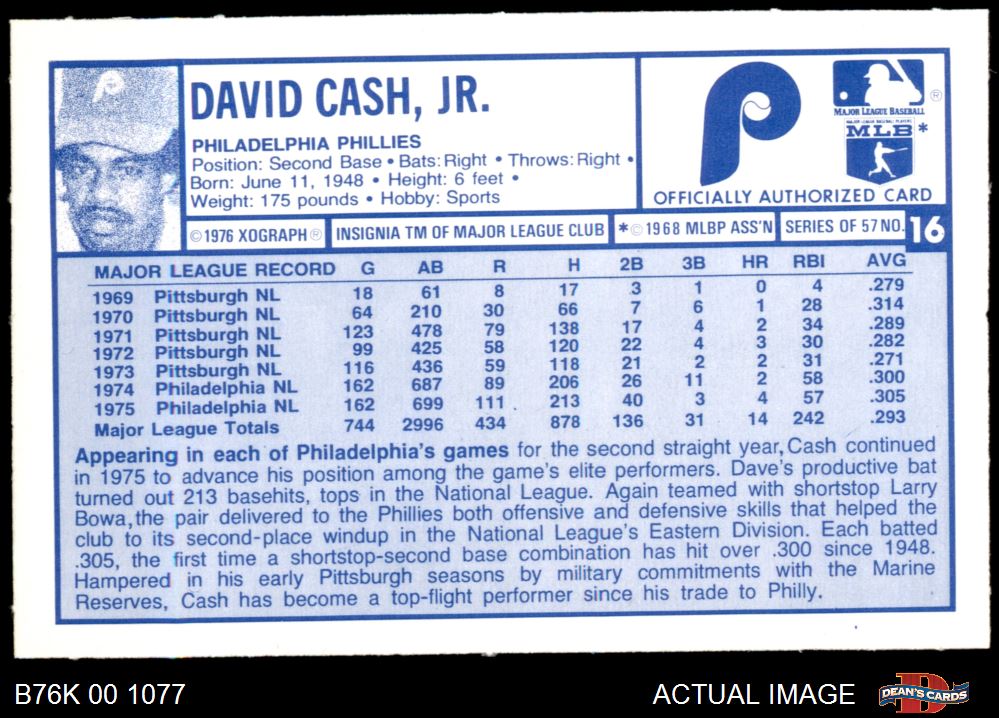 P
DAVID CASH, JR.
PHILADELPHIA PHILLIES
Position: Second Base • Bats: Right • Throws: Right •
Born: June 11, 1948 • Height: 6 feet •
Weight: 175 pounds • Hobby: Sports
P
MAJOR LEAGUE BASEBALL
®
MAJOR LEAGUE BASEBALL PLAYERS
MLB *
OFFICIALLY AUTHORIZED CARD
© 1976 XOGRAPH ® INSIGNIA TM OF MAJOR LEAGUE CLUB * © 1968 MLBP ASS'N SERIES OF 57 NO. 16
MAJOR LEAGUE RECORD G AB R H 2B 3B HR RBI AVG
1969 Pittsburgh NL 18 61 8 17 3 1 0 4 .279
1970 Pittsburgh NL 64 210 30 66 7 6 1 28 .314
1971 Pittsburgh NL 123 478 79 138 17 4 2 34 .289
1972 Pittsburgh NL 99 425 58 120 22 4 3 30 .282
1973 Pittsburgh NL 116 436 59 118 21 2 2 31 .271
1974 Philadelphia NL 162 687 89 206 26 11 2 58 .300
1975 Philadelphia NL 162 699 111 213 40 3 4 57 .305
Major League Totals 744 2996 434 878 136 31 14 242 .293
Appearing in each of Philadelphia's games for the second straight year, Cash continued
in 1975 to advance his position among the game's elite performers. Dave's productive bat
turned out 213 basehits, tops in the National League. Again teamed with shortstop Larry
Bowa, the pair delivered to the Phillies both offensive and defensive skills that helped the
club to its second-place windup in the National League's Eastern Division. Each batted
.305, the first time a shortstop-second base combination has hit over .300 since 1948.
Hampered in his early Pittsburgh seasons by military commitments with the Marine
Reserves, Cash has become a top-flight performer since his trade to Philly.
B76K 00 1077
ACTUAL IMAGE
DEAN'S CARDS